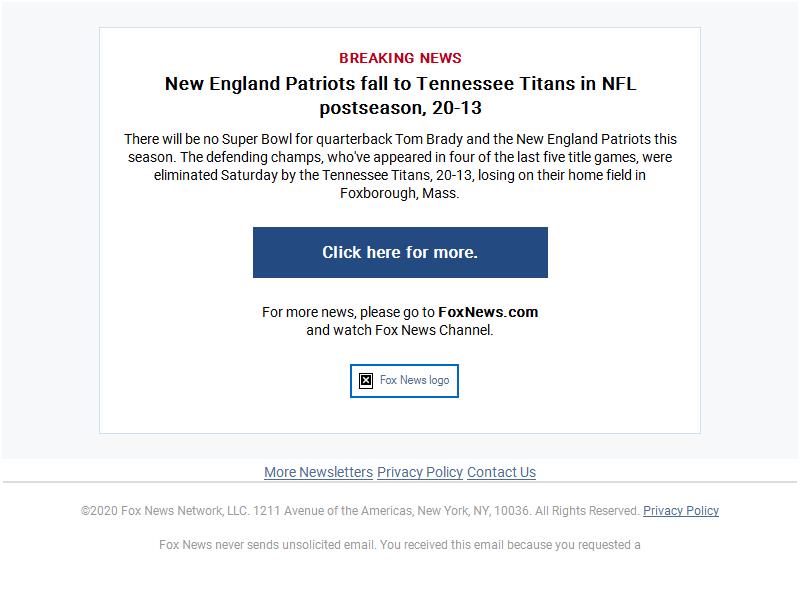 BREAKING NEWS
New England Patriots fall to Tennessee Titans in NFL
postseason, 20-13
There will be no Super Bowl for quarterback Tom Brady and the New England Patriots this
season. The defending champs, who've appeared in four of the last five title games, were
eliminated Saturday by the Tennessee Titans, 20-13, losing on their home field in
Foxborough, Mass.
Click here for more.
For more news, please go to FoxNews.com
and watch Fox News Channel.
Fox News logo
More Newsletters Privacy Policy Contact Us
©2020 Fox News Network, LLC. 1211 Avenue of the Americas, New York, NY, 10036. All Rights Reserved. Privacy Policy
Fox News never sends unsolicited email. You received this email because you requested a